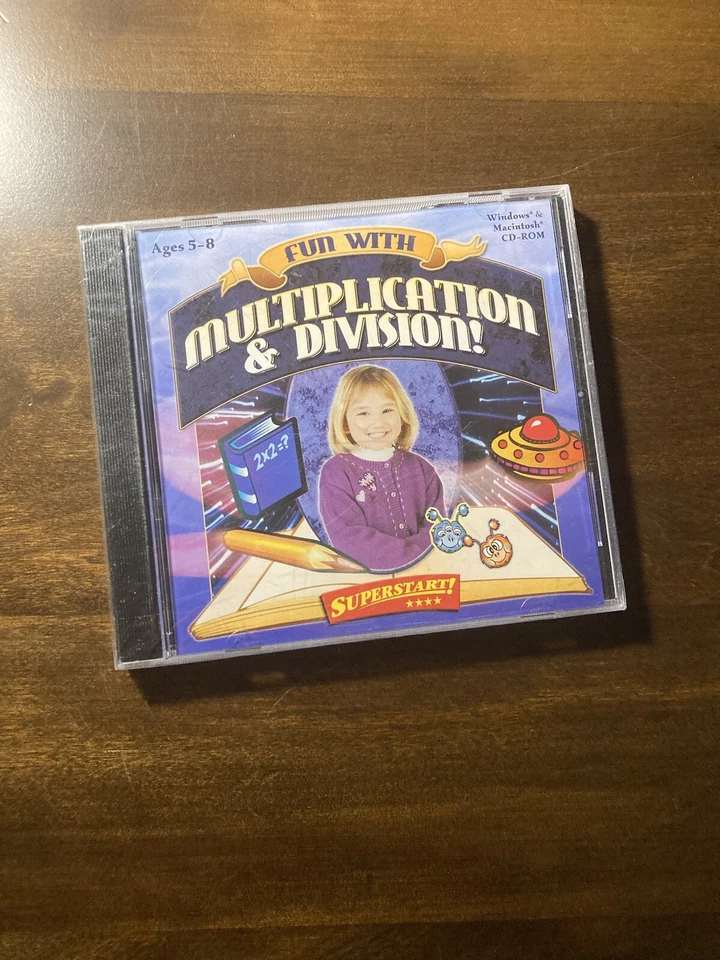 Ages 5-8
Windows® &
Macintosh®
CD-ROM
FUN WITH
MULTIPLICATION
& DIVISION!
2x2=?
SUPERSTART!